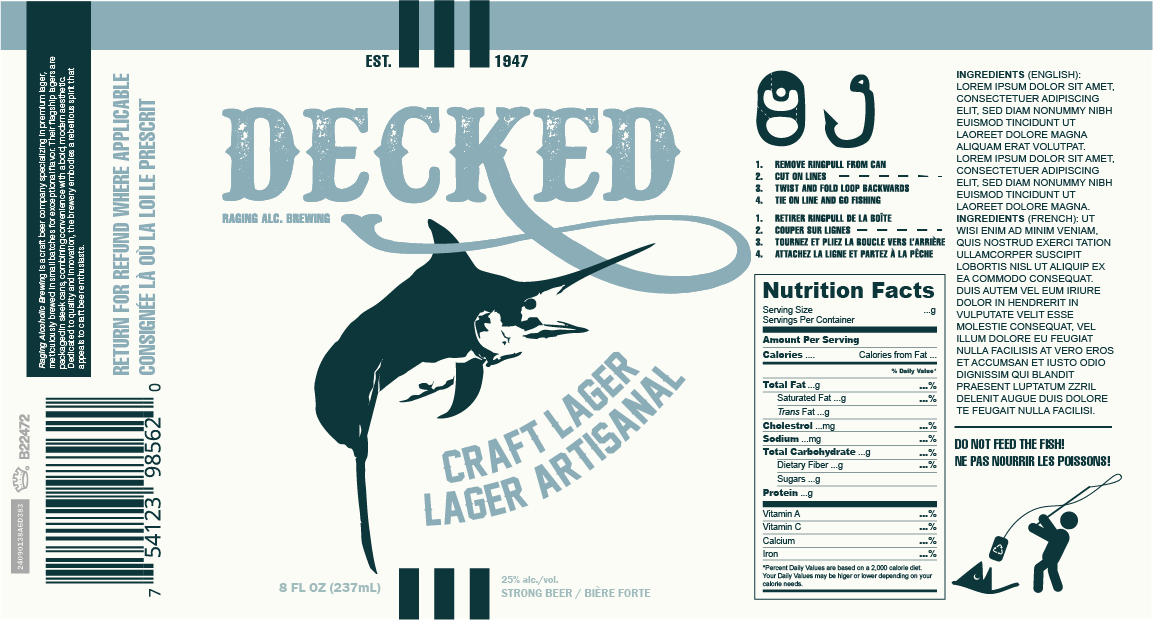 Raging Alcoholic Brewing is a craft beer company specializing in premium lager,
meticulously brewed in small batches for exceptional flavor. Their flagship lagers are
packaged in sleek cans, combining convenience with a bold, modern aesthetic.
Dedicated to quality and innovation, the brewery embodies a rebellious spirit that
appeals to craft beer enthusiasts.
RETURN FOR REFUND WHERE APPLICABLE
CONSIGNÉE LÀ OÙ LA LOI LE PRESCRIT
B22472
24090138A6D383
7 54123 98562 0
EST. 1947
DECKED
RAGING ALC. BREWING
CRAFT LAGER
LAGER ARTISANAL
8 FL OZ (237mL)
25% alc./vol.
STRONG BEER / BIÈRE FORTE
1. REMOVE RINGPULL FROM CAN
2. CUT ON LINES
3. TWIST AND FOLD LOOP BACKWARDS
4. TIE ON LINE AND GO FISHING
1. RETIRER RINGPULL DE LA BOÎTE
2. COUPER SUR LIGNES
3. TOURNEZ ET PLIEZ LA BOUCLE VERS L'ARRIÈRE
4. ATTACHEZ LA LIGNE ET PARTEZ À LA PÊCHE
Nutrition Facts
Serving Size ...g
Servings Per Container
Amount Per Serving
Calories .... Calories from Fat ...
% Daily Value*
Total Fat ...g ...%
Saturated Fat ...g ...%
Trans Fat ...g
Cholestrol ...mg ...%
Sodium ...mg ...%
Total Carbohydrate ...g ...%
Dietary Fiber ...g ...%
Sugars ...g
Protein ...g
Vitamin A ...%
Vitamin C ...%
Calcium ...%
Iron ...%
*Percent Daily Values are based on a 2,000 calorie diet.
Your Daily Values may be higer or lower depending on your
calorie needs.
INGREDIENTS (ENGLISH):
LOREM IPSUM DOLOR SIT AMET,
CONSECTETUER ADIPISCING
ELIT, SED DIAM NONUMMY NIBH
EUISMOD TINCIDUNT UT
LAOREET DOLORE MAGNA
ALIQUAM ERAT VOLUTPAT.
LOREM IPSUM DOLOR SIT AMET,
CONSECTETUER ADIPISCING
ELIT, SED DIAM NONUMMY NIBH
EUISMOD TINCIDUNT UT
LAOREET DOLORE MAGNA.
INGREDIENTS (FRENCH): UT
WISI ENIM AD MINIM VENIAM,
QUIS NOSTRUD EXERCI TATION
ULLAMCORPER SUSCIPIT
LOBORTIS NISL UT ALIQUIP EX
EA COMMODO CONSEQUAT.
DUIS AUTEM VEL EUM IRIURE
DOLOR IN HENDRERIT IN
VULPUTATE VELIT ESSE
MOLESTIE CONSEQUAT, VEL
ILLUM DOLORE EU FEUGIAT
NULLA FACILISIS AT VERO EROS
ET ACCUMSAN ET IUSTO ODIO
DIGNISSIM QUI BLANDIT
PRAESENT LUPTATUM ZZRIL
DELENIT AUGUE DUIS DOLORE
TE FEUGAIT NULLA FACILISI.
DO NOT FEED THE FISH!
NE PAS NOURRIR LES POISSONS!